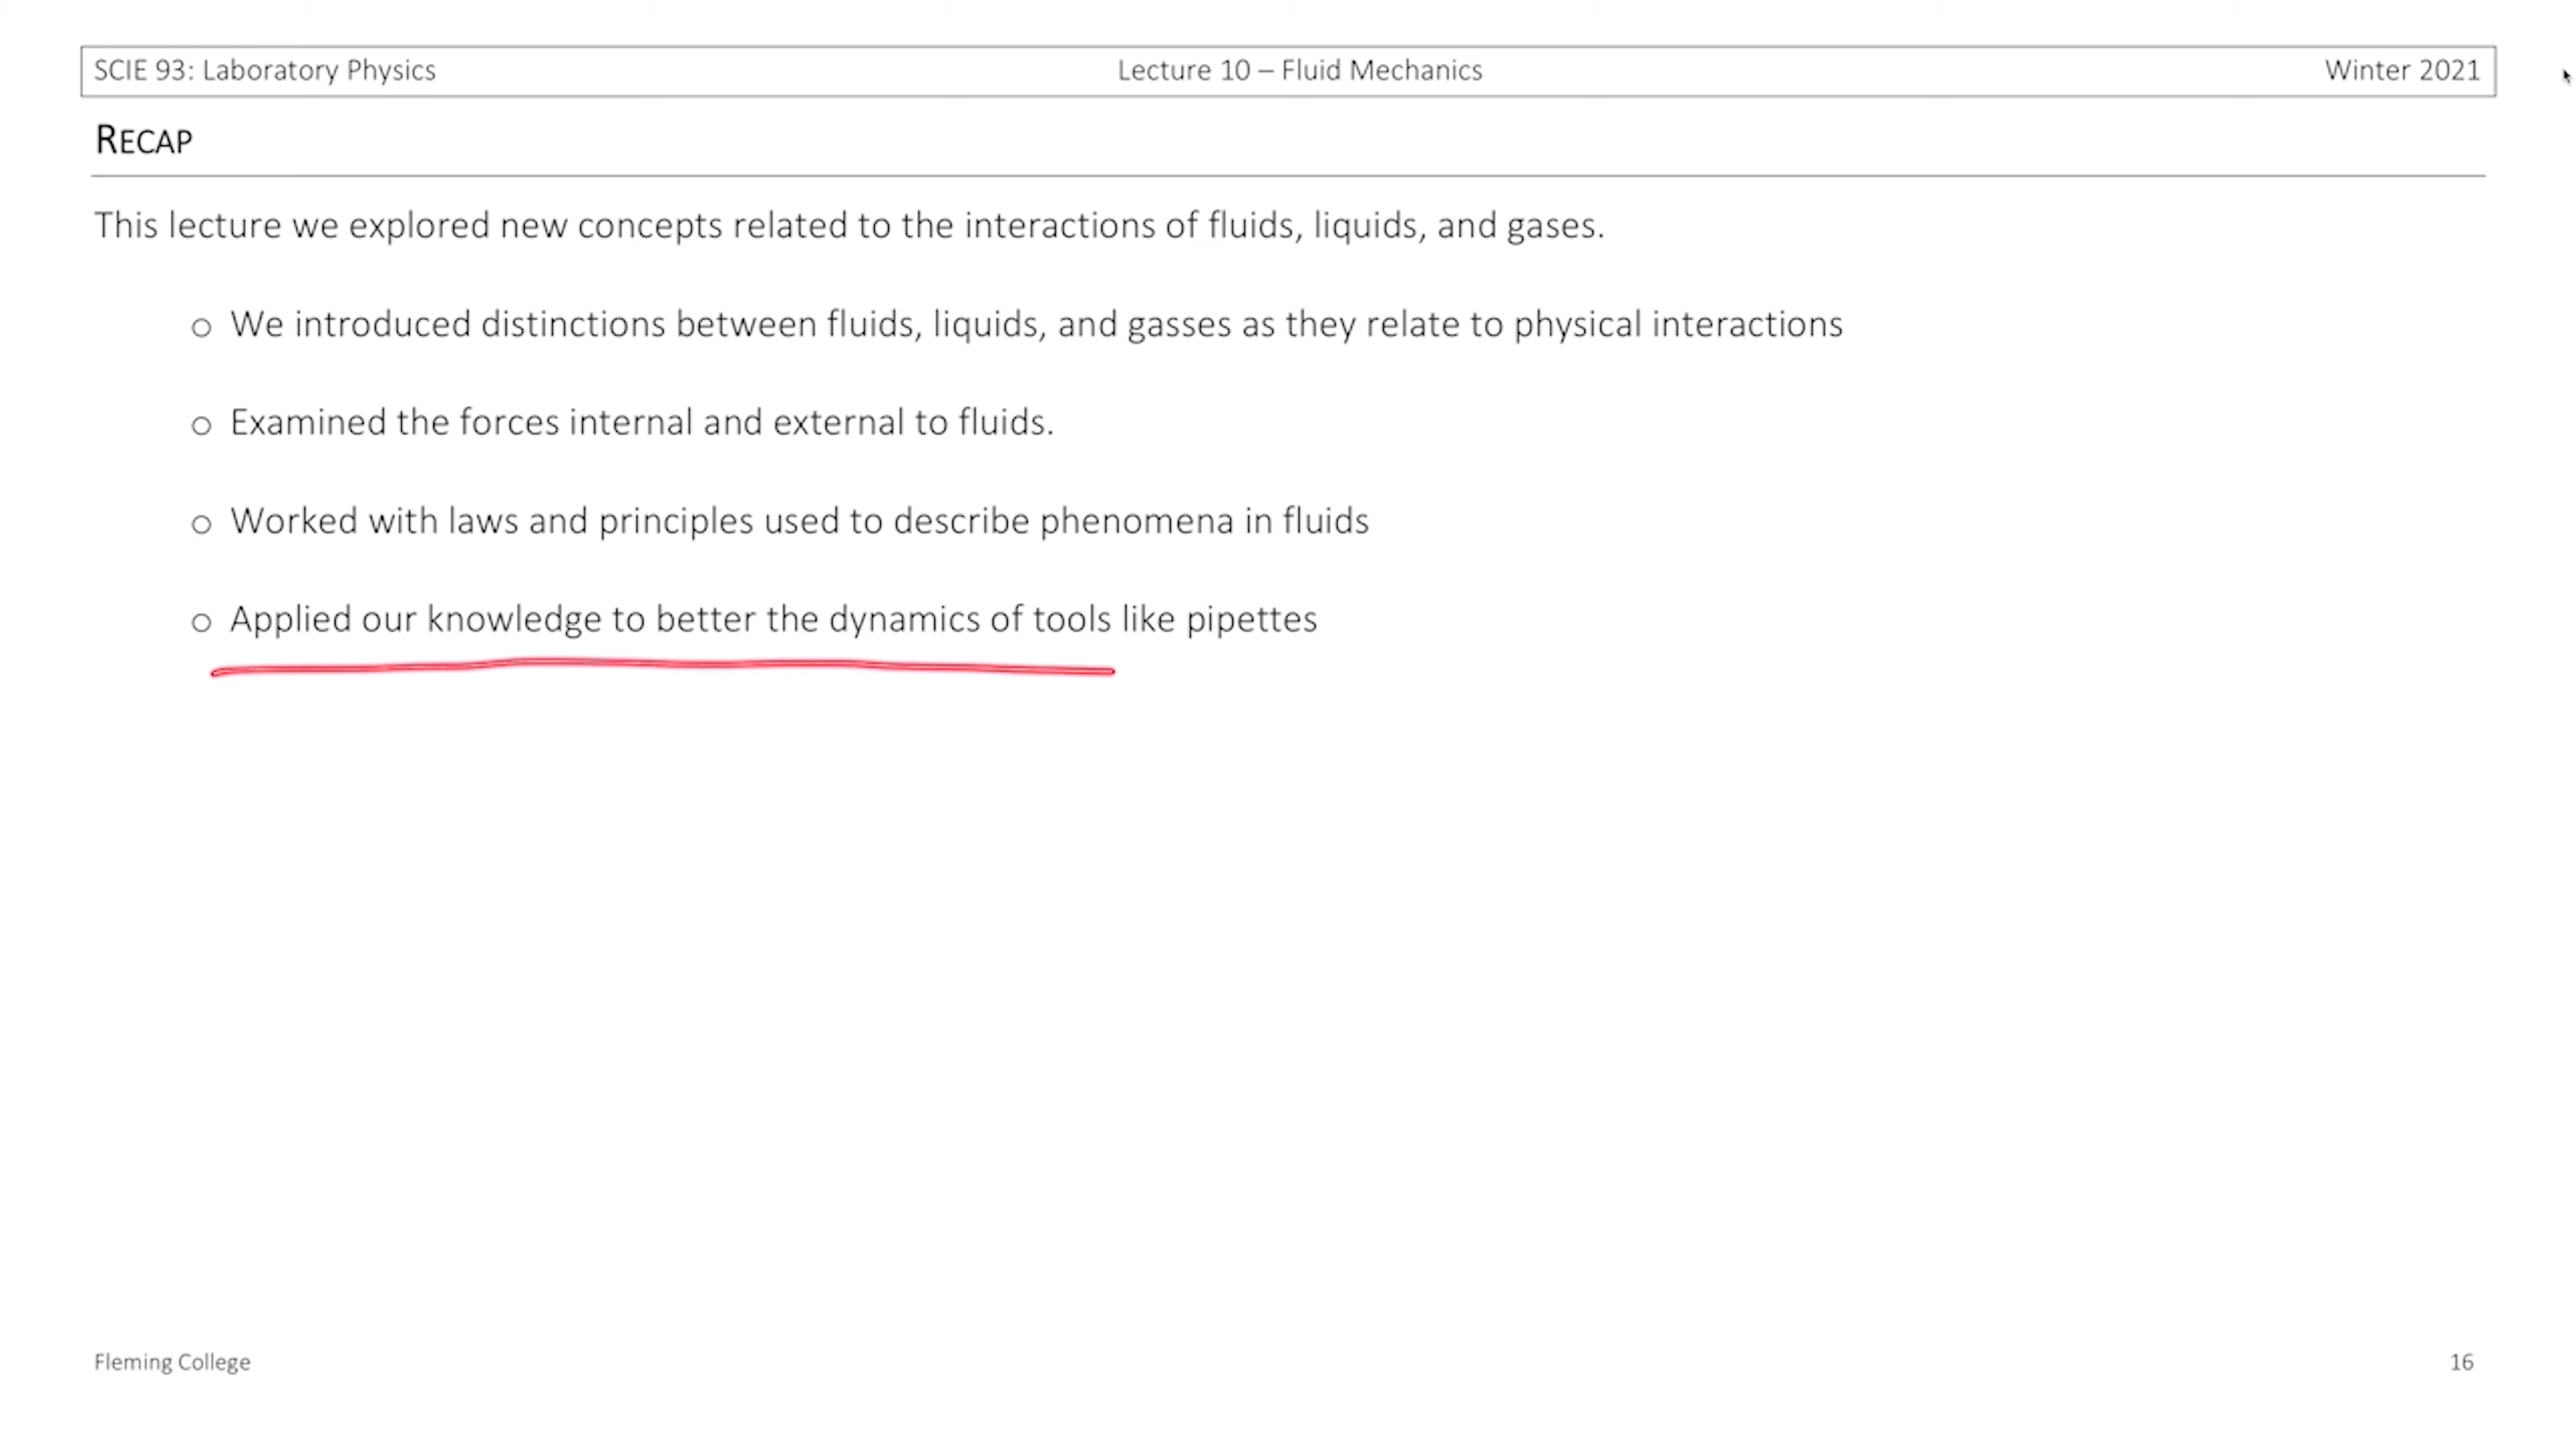 SCIE 93: Laboratory Physics Lecture 10 – Fluid Mechanics Winter 2021
RECAP
This lecture we explored new concepts related to the interactions of fluids, liquids, and gases.
o We introduced distinctions between fluids, liquids, and gasses as they relate to physical interactions
o Examined the forces internal and external to fluids.
o Worked with laws and principles used to describe phenomena in fluids
o Applied our knowledge to better the dynamics of tools like pipettes
Fleming College 16